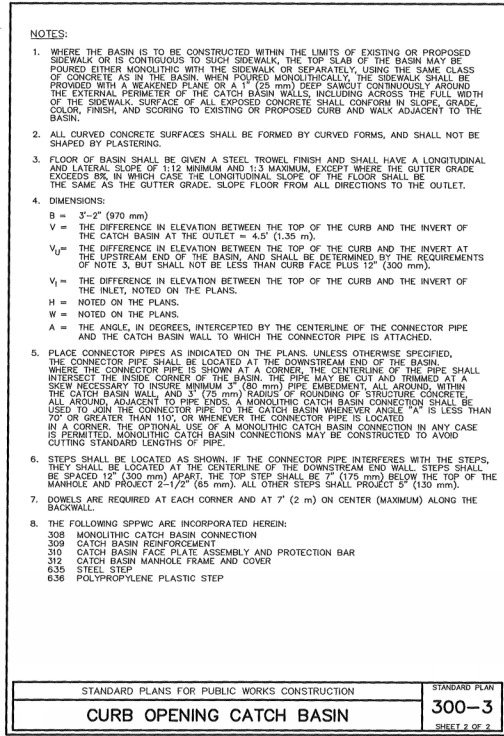 NOTES:
1. WHERE THE BASIN IS TO BE CONSTRUCTED WITHIN THE LIMITS OF EXISTING OR PROPOSED
SIDEWALK OR IS CONTIGUOUS TO SUCH SIDEWALK, THE TOP SLAB OF THE BASIN MAY BE
POURED EITHER MONOLITHIC WITH THE SIDEWALK OR SEPARATELY, USING THE SAME CLASS
OF CONCRETE AS IN THE BASIN. WHEN POURED MONOLITHICALLY, THE SIDEWALK SHALL BE
PROVIDED WITH A WEAKENED PLANE OR A 1" (25 mm) DEEP SAWCUT CONTINUOUSLY AROUND
THE EXTERNAL PERIMETER OF THE CATCH BASIN WALLS, INCLUDING ACROSS THE FULL WIDTH
OF THE SIDEWALK. SURFACE OF ALL EXPOSED CONCRETE SHALL CONFORM IN SLOPE, GRADE,
COLOR, FINISH, AND SCORING TO EXISTING OR PROPOSED CURB AND WALK ADJACENT TO THE
BASIN.
2. ALL CURVED CONCRETE SURFACES SHALL BE FORMED BY CURVED FORMS, AND SHALL NOT BE
SHAPED BY PLASTERING.
3. FLOOR OF BASIN SHALL BE GIVEN A STEEL TROWEL FINISH AND SHALL HAVE A LONGITUDINAL
AND LATERAL SLOPE OF 1:12 MINIMUM AND 1:3 MAXIMUM, EXCEPT WHERE THE GUTTER GRADE
EXCEEDS 8%, IN WHICH CASE THE LONGITUDINAL SLOPE OF THE FLOOR SHALL BE
THE SAME AS THE GUTTER GRADE. SLOPE FLOOR FROM ALL DIRECTIONS TO THE OUTLET.
4. DIMENSIONS:
B = 3'-2" (970 mm)
V = THE DIFFERENCE IN ELEVATION BETWEEN THE TOP OF THE CURB AND THE INVERT OF
THE CATCH BASIN AT THE OUTLET = 4.5' (1.35 m).
VU= THE DIFFERENCE IN ELEVATION BETWEEN THE TOP OF THE CURB AND THE INVERT AT
THE UPSTREAM END OF THE BASIN, AND SHALL BE DETERMINED BY THE REQUIREMENTS
OF NOTE 3, BUT SHALL NOT BE LESS THAN CURB FACE PLUS 12" (300 mm).
VI = THE DIFFERENCE IN ELEVATION BETWEEN THE TOP OF THE CURB AND THE INVERT OF
THE INLET, NOTED ON THE PLANS.
H = NOTED ON THE PLANS.
W = NOTED ON THE PLANS.
A = THE ANGLE, IN DEGREES, INTERCEPTED BY THE CENTERLINE OF THE CONNECTOR PIPE
AND THE CATCH BASIN WALL TO WHICH THE CONNECTOR PIPE IS ATTACHED.
5. PLACE CONNECTOR PIPES AS INDICATED ON THE PLANS. UNLESS OTHERWISE SPECIFIED,
THE CONNECTOR PIPE SHALL BE LOCATED AT THE DOWNSTREAM END OF THE BASIN.
WHERE THE CONNECTOR PIPE IS SHOWN AT A CORNER, THE CENTERLINE OF THE PIPE SHALL
INTERSECT THE INSIDE CORNER OF THE BASIN. THE PIPE MAY BE CUT AND TRIMMED AT A
SKEW NECESSARY TO INSURE MINIMUM 3" (80 mm) PIPE EMBEDMENT, ALL AROUND, WITHIN
THE CATCH BASIN WALL, AND 3" (75 mm) RADIUS OF ROUNDING OF STRUCTURE CONCRETE,
ALL AROUND, ADJACENT TO PIPE ENDS. A MONOLITHIC CATCH BASIN CONNECTION SHALL BE
USED TO JOIN THE CONNECTOR PIPE TO THE CATCH BASIN WHENEVER ANGLE "A" IS LESS THAN
70° OR GREATER THAN 110°, OR WHENEVER THE CONNECTOR PIPE IS LOCATED
IN A CORNER. THE OPTIONAL USE OF A MONOLITHIC CATCH BASIN CONNECTION IN ANY CASE
IS PERMITTED. MONOLITHIC CATCH BASIN CONNECTIONS MAY BE CONSTRUCTED TO AVOID
CUTTING STANDARD LENGTHS OF PIPE.
6. STEPS SHALL BE LOCATED AS SHOWN. IF THE CONNECTOR PIPE INTERFERES WITH THE STEPS,
THEY SHALL BE LOCATED AT THE CENTERLINE OF THE DOWNSTREAM END WALL. STEPS SHALL
BE SPACED 12" (300 mm) APART. THE TOP STEP SHALL BE 7" (175 mm) BELOW THE TOP OF THE
MANHOLE AND PROJECT 2-1/2" (65 mm). ALL OTHER STEPS SHALL PROJECT 5" (130 mm).
7. DOWELS ARE REQUIRED AT EACH CORNER AND AT 7' (2 m) ON CENTER (MAXIMUM) ALONG THE
BACKWALL.
8. THE FOLLOWING SPPWC ARE INCORPORATED HEREIN:
308 MONOLITHIC CATCH BASIN CONNECTION
309 CATCH BASIN REINFORCEMENT
310 CATCH BASIN FACE PLATE ASSEMBLY AND PROTECTION BAR
312 CATCH BASIN MANHOLE FRAME AND COVER
635 STEEL STEP
636 POLYPROPYLENE PLASTIC STEP
STANDARD PLANS FOR PUBLIC WORKS CONSTRUCTION
CURB OPENING CATCH BASIN
STANDARD PLAN
300-3
SHEET 2 OF 2